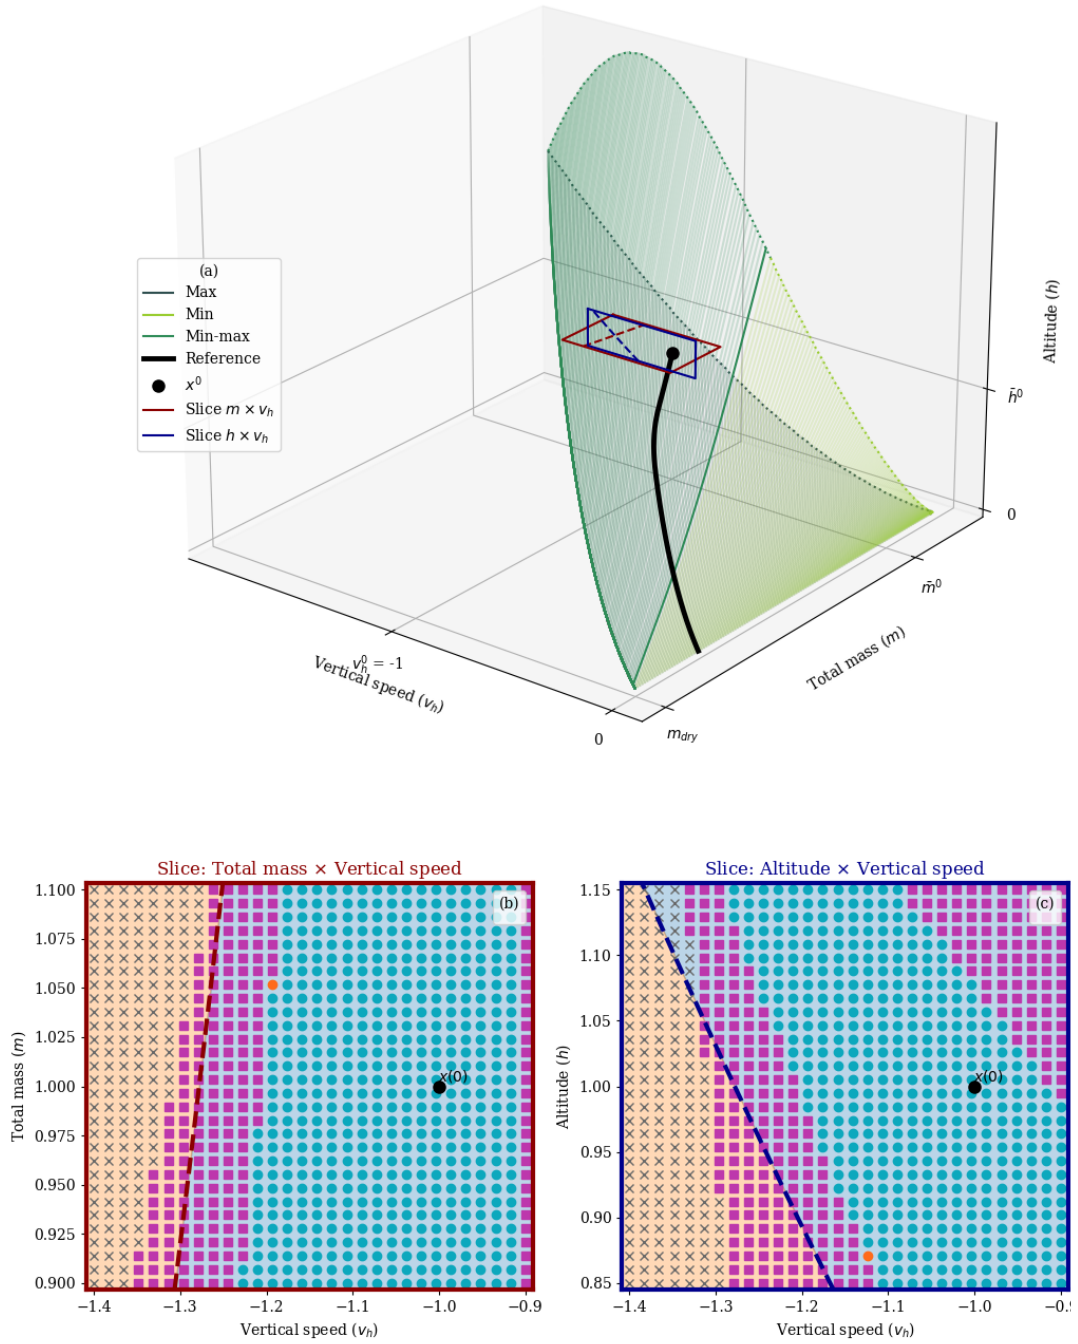 (a)
Max
Min
Min-max
Reference
x⁰
Slice m × vₕ
Slice h × vₕ
Altitude (h)
h̄⁰
0
m̄⁰
Total mass (m)
m_dry
v⁰ₕ = -1
Vertical speed (vₕ)
0
Slice: Total mass × Vertical speed
(b)
1.100
1.075
1.050
1.025
1.000
0.975
0.950
0.925
0.900
Total mass (m)
x(0)
−1.4 −1.3 −1.2 −1.1 −1.0 −0.9
Vertical speed (vₕ)
Slice: Altitude × Vertical speed
(c)
1.15
1.10
1.05
1.00
0.95
0.90
0.85
Altitude (h)
x(0)
−1.4 −1.3 −1.2 −1.1 −1.0
Vertical speed (vₕ)